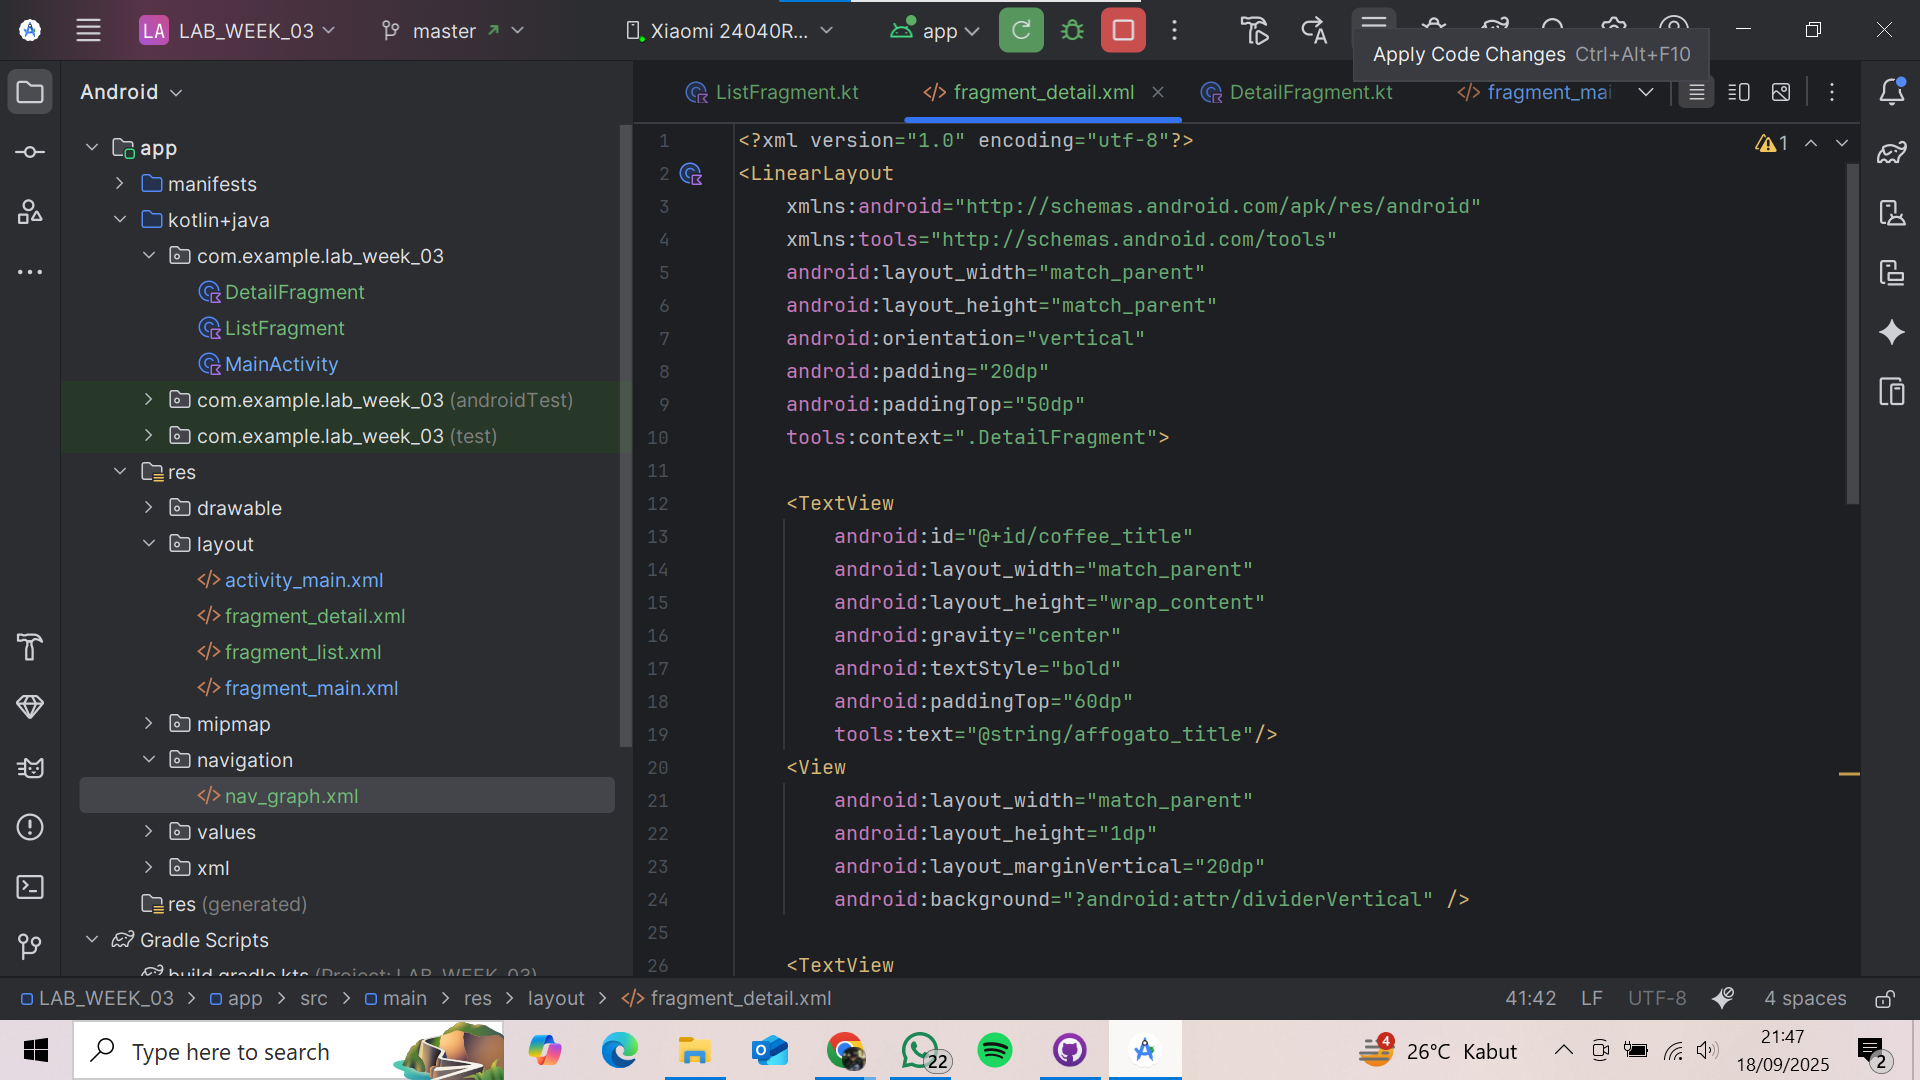 LA LAB_WEEK_03 master Xiaomi 24040R... app
Apply Code Changes Ctrl+Alt+F10
Android
ListFragment.kt fragment_detail.xml DetailFragment.kt fragment_mai
app
manifests
kotlin+java
com.example.lab_week_03
DetailFragment
ListFragment
MainActivity
com.example.lab_week_03 (androidTest)
com.example.lab_week_03 (test)
res
drawable
layout
activity_main.xml
fragment_detail.xml
fragment_list.xml
fragment_main.xml
mipmap
navigation
nav_graph.xml
values
xml
res (generated)
Gradle Scripts
build.gradle.kts (Project: LAB_WEEK_03)
1 <?xml version="1.0" encoding="utf-8"?>
2 <LinearLayout
3 xmlns:android="http://schemas.android.com/apk/res/android"
4 xmlns:tools="http://schemas.android.com/tools"
5 android:layout_width="match_parent"
6 android:layout_height="match_parent"
7 android:orientation="vertical"
8 android:padding="20dp"
9 android:paddingTop="50dp"
10 tools:context=".DetailFragment">
11
12 <TextView
13 android:id="@+id/coffee_title"
14 android:layout_width="match_parent"
15 android:layout_height="wrap_content"
16 android:gravity="center"
17 android:textStyle="bold"
18 android:paddingTop="60dp"
19 tools:text="@string/affogato_title"/>
20 <View
21 android:layout_width="match_parent"
22 android:layout_height="1dp"
23 android:layout_marginVertical="20dp"
24 android:background="?android:attr/dividerVertical" />
25
26 <TextView
1
LAB_WEEK_03 > app > src > main > res > layout > fragment_detail.xml
41:42 LF UTF-8 4 spaces
Type here to search
22
4
26°C Kabut
21:47
18/09/2025
2